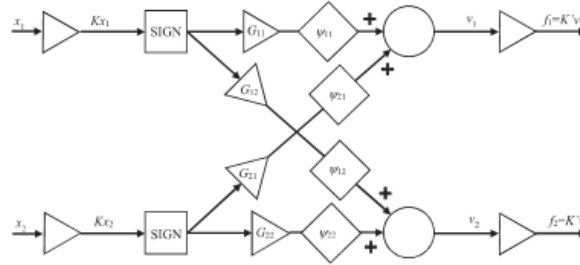 x₁ Kx₁ SIGN G₁₁ ψ₁₁ + v₁ f₁=K'v
+
G₁₂ ψ₂₁
G₂₁ ψ₁₂
+
x₂ Kx₂ SIGN G₂₂ ψ₂₂ + v₂ f₂=K'